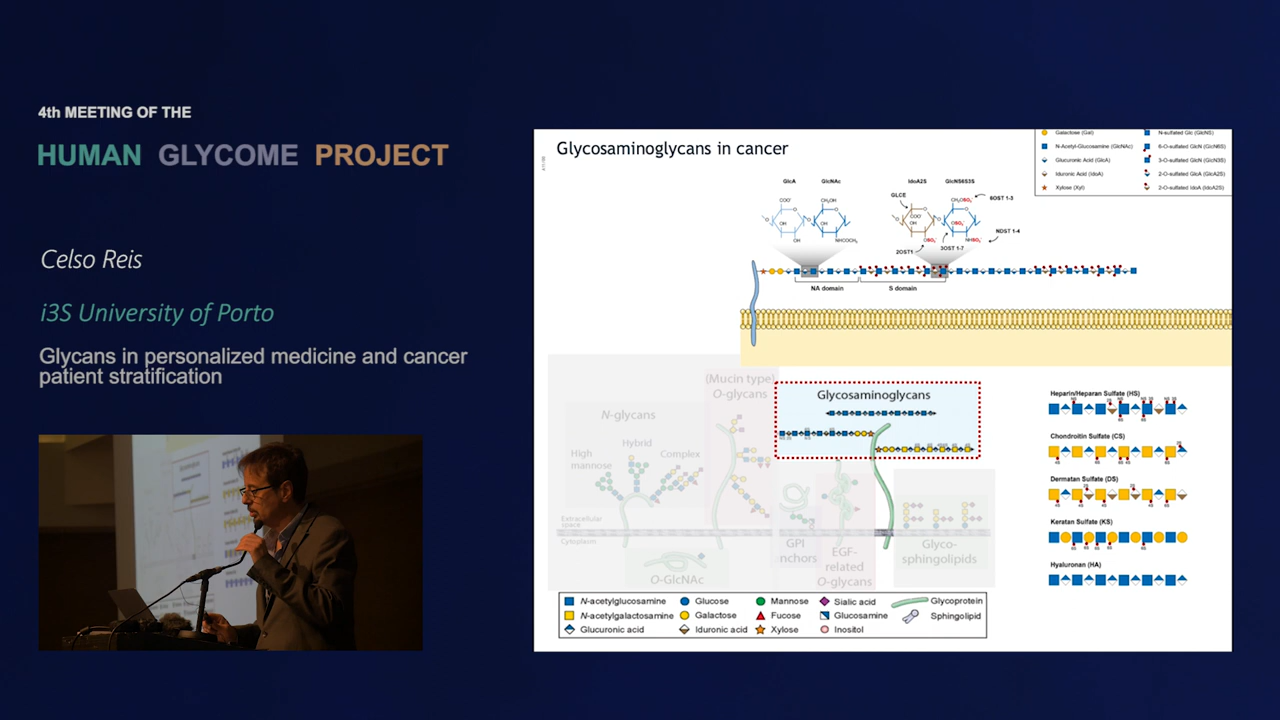 4th MEETING OF THE
HUMAN GLYCOME PROJECT
Celso Reis
i3S University of Porto
Glycans in personalized medicine and cancer
patient stratification
Glycosaminoglycans in cancer
Galactose (Gal)
N-sulfated Glc (GlcNS)
N-Acetyl-Glucosamine (GlcNAc)
6-O-sulfated GlcN (GlcN6S)
Glucuronic Acid (GlcA)
3-O-sulfated GlcN (GlcN3S)
Iduronic Acid (IdoA)
2-O-sulfated GlcA (GlcA2S)
Xylose (Xyl)
2-O-sulfated IdoA (IdoA2S)
GlcA
GlcNAc
IdoA2S
GlcNS6S3S
GLCE
6OST 1-3
NDST 1-4
2OST1
3OST 1-7
NA domain
S domain
(Mucin type)
O-glycans
N-glycans
Hybrid
High
mannose
Complex
Extracellular
space
Cytoplasm
O-GlcNAc
GPI
nchors
EGF-
related
O-glycans
Glyco-
sphingolipids
Glycosaminoglycans
Heparin/Heparan Sulfate (HS)
Chondroitin Sulfate (CS)
Dermatan Sulfate (DS)
Keratan Sulfate (KS)
Hyaluronan (HA)
N-acetylglucosamine
Glucose
Mannose
Sialic acid
Glycoprotein
N-acetylgalactosamine
Galactose
Fucose
Glucosamine
Sphingolipid
Glucuronic acid
Iduronic acid
Xylose
Inositol